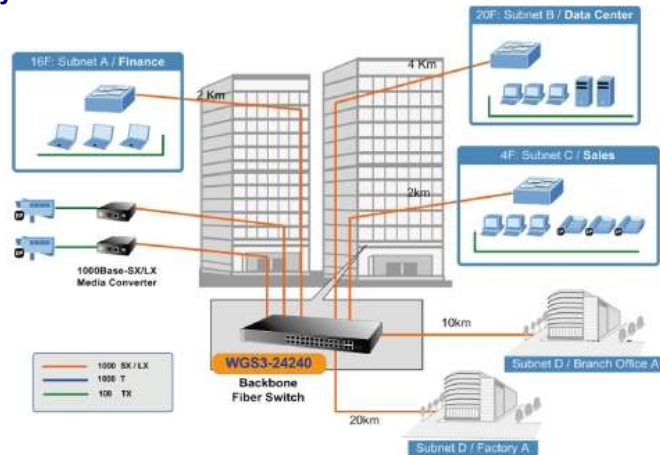 y
20F: Subnet B / Data Center
16F: Subnet A / Finance
4 Km
2 Km
4F: Subnet C / Sales
2km
1000Base-SX/LX
Media Converter
10km
WGS3-24240
Backbone
Fiber Switch
Subnet D / Branch Office A
1000 SX / LX
1000 T
100 TX
20km
Subnet D / Factory A